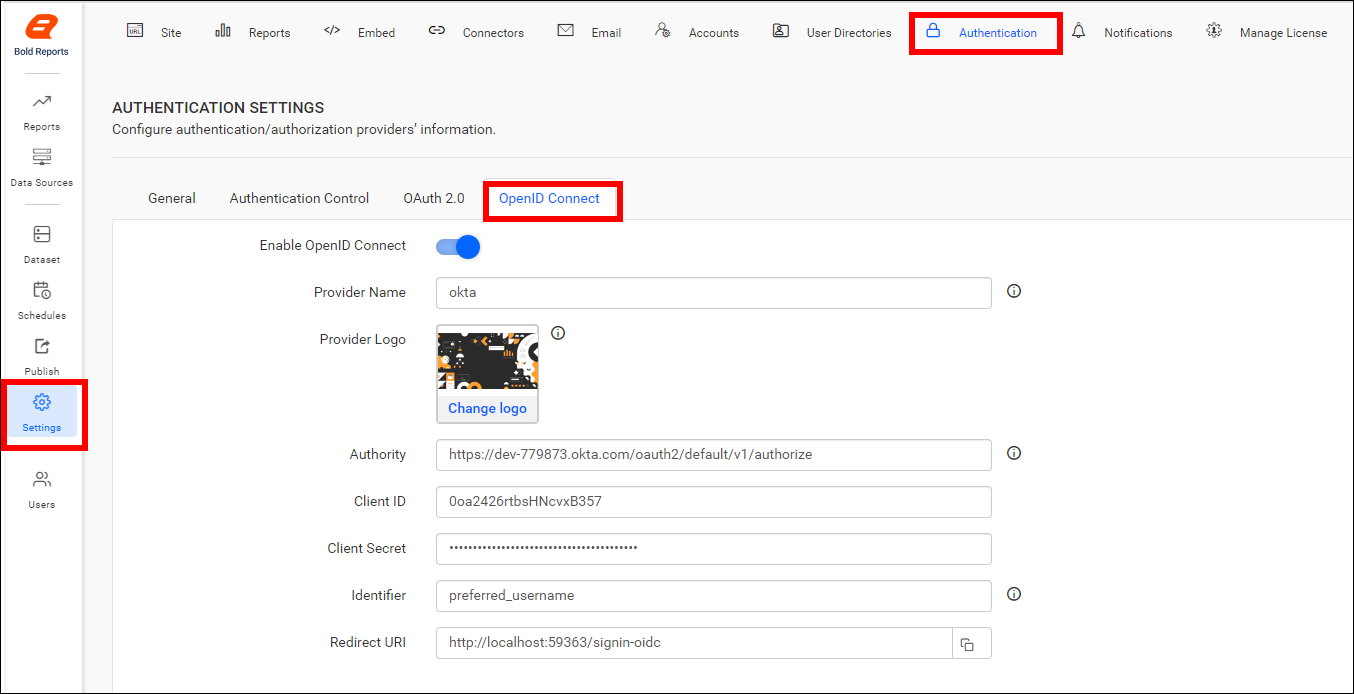 Bold Reports
Reports
Data Sources
Dataset
Schedules
Publish
Settings
Users
URL Site Reports Embed Connectors Email Accounts User Directories Authentication Notifications Manage License
AUTHENTICATION SETTINGS
Configure authentication/authorization providers’ information.
General Authentication Control OAuth 2.0 OpenID Connect
Enable OpenID Connect
Provider Name okta
Provider Logo
Change logo
Authority https://dev-779873.okta.com/oauth2/default/v1/authorize
Client ID 0oa2426rtbsHNcvxB357
Client Secret ••••••••••••••••••••••••••••••••••••••••
Identifier preferred_username
Redirect URI http://localhost:59363/signin-oidc